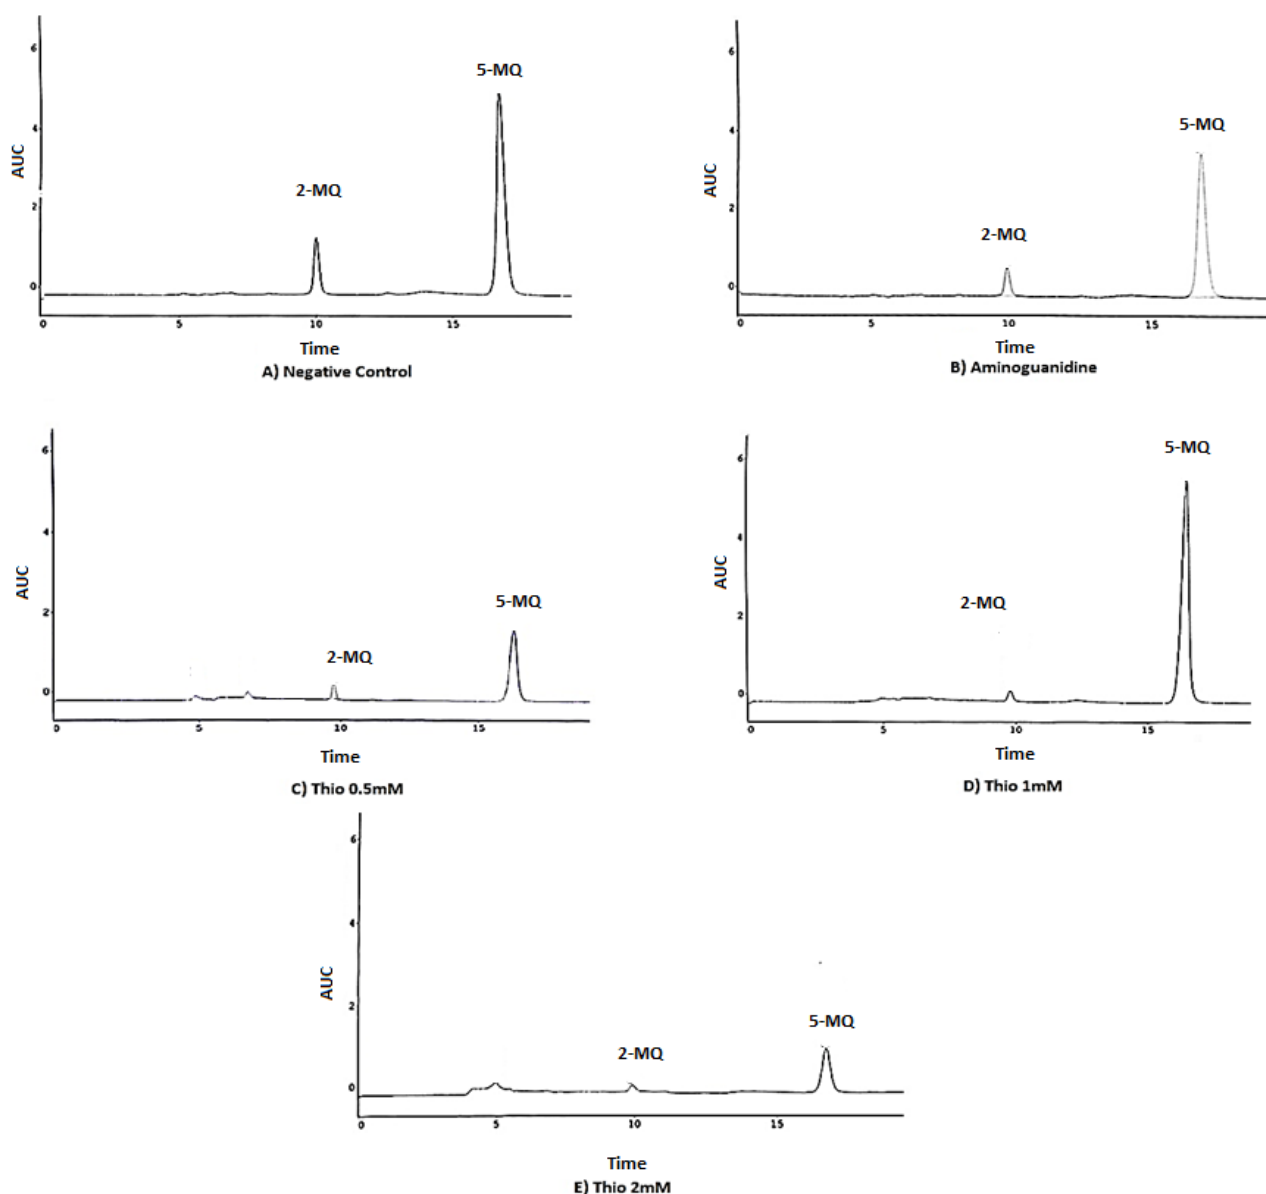 6
5-MQ
4
AUC
2-MQ
2
0
0 5 10 15
Time
A) Negative Control
6
5-MQ
4
AUC
2
2-MQ
0
0 5 10 15
Time
B) Aminoguanidine
6
4
AUC
5-MQ
2
2-MQ
0
0 5 10 15
Time
C) Thio 0.5mM
5-MQ
6
4
AUC
2-MQ
2
0
0 5 10 15
Time
D) Thio 1mM
6
4
AUC
2
5-MQ
2-MQ
0
0 5 10 15
Time
E) Thio 2mM